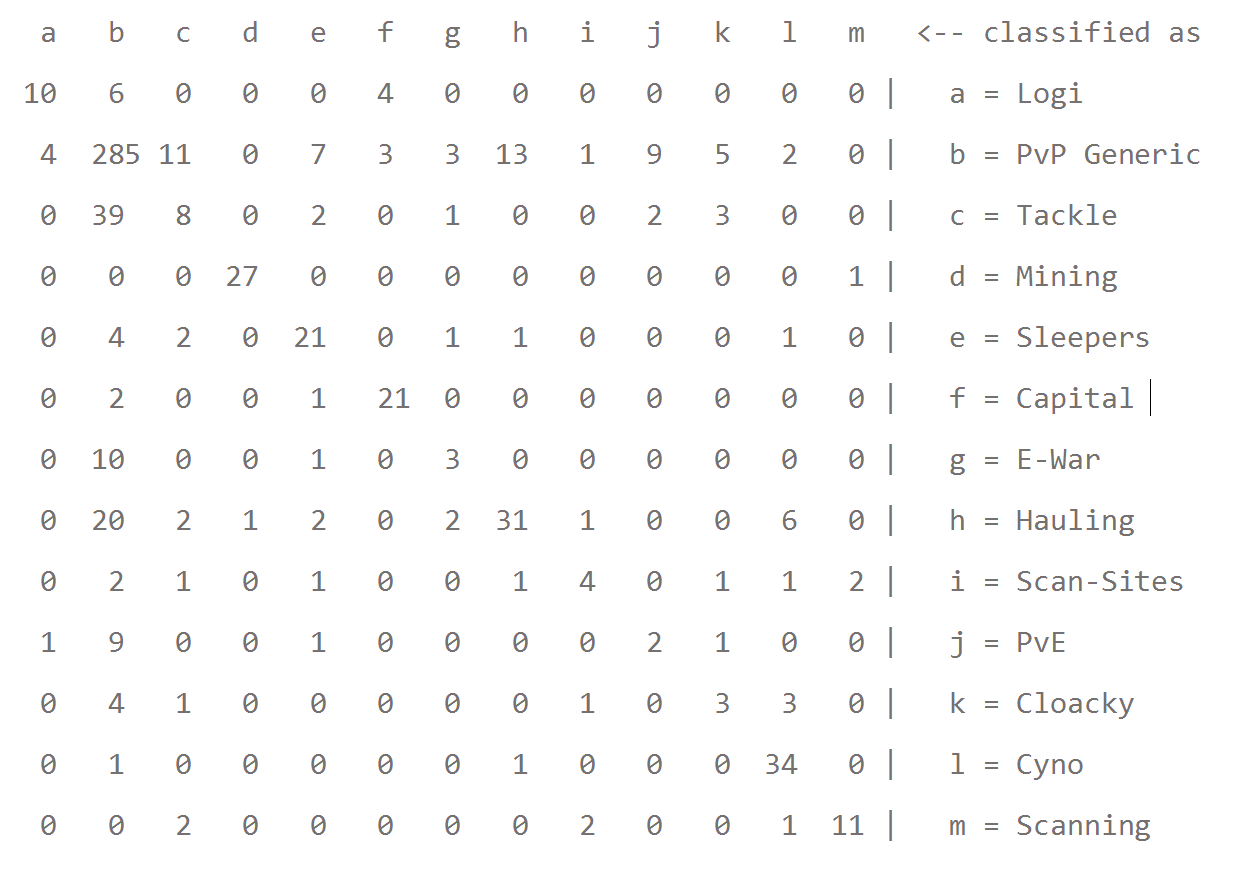 a b c d e f g h i j k l m <-- classified as
10 6 0 0 0 4 0 0 0 0 0 0 0 | a = Logi
4 285 11 0 7 3 3 13 1 9 5 2 0 | b = PvP Generic
0 39 8 0 2 0 1 0 0 2 3 0 0 | c = Tackle
0 0 0 27 0 0 0 0 0 0 0 0 1 | d = Mining
0 4 2 0 21 0 1 1 0 0 0 1 0 | e = Sleepers
0 2 0 0 1 21 0 0 0 0 0 0 0 | f = Capital
0 10 0 0 1 0 3 0 0 0 0 0 0 | g = E-War
0 20 2 1 2 0 2 31 1 0 0 6 0 | h = Hauling
0 2 1 0 1 0 0 1 4 0 1 1 2 | i = Scan-Sites
1 9 0 0 1 0 0 0 0 2 1 0 0 | j = PvE
0 4 1 0 0 0 0 0 1 0 3 3 0 | k = Cloacky
0 1 0 0 0 0 0 1 0 0 0 34 0 | l = Cyno
0 0 2 0 0 0 0 0 2 0 0 1 11 | m = Scanning